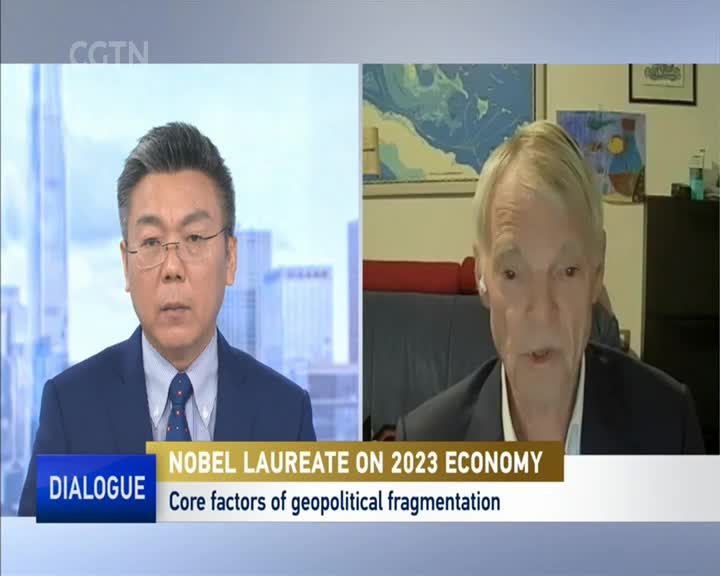 CGTN
NOBEL LAUREATE ON 2023 ECONOMY
DIALOGUE
Core factors of geopolitical fragmentation